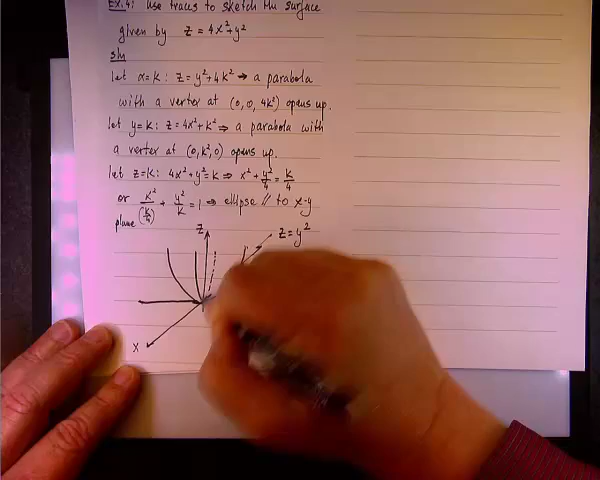 Ex.4: Use traces to sketch the surface
given by z = 4x²+y²
Sln
let x=k: z=y²+4k² → a parabola
with a vertex at (0, 0, 4k²) opens up.
let y=k: z=4x²+k² ⇒ a parabola with
a vertex at (0, k², 0) opens up.
let z=k: 4x²+y²=k ⇒ x²+y²/4=k/4
or x²/(k/4) + y²/k = 1 ⇒ ellipse // to x-y
plane
z
z=y²
x